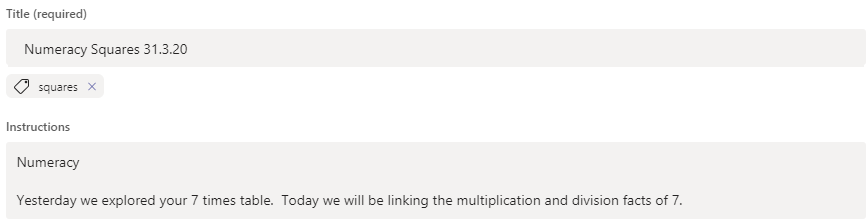 Title (required)
Numeracy Squares 31.3.20
squares
Instructions
Numeracy
Yesterday we explored your 7 times table.  Today we will be linking the multiplication and division facts of 7.